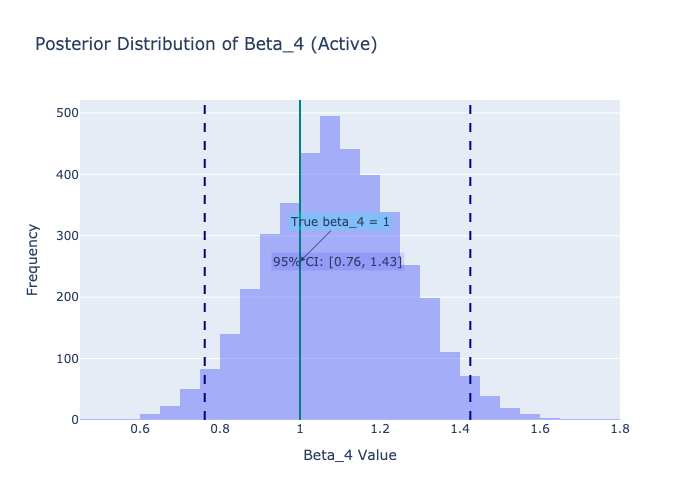 Posterior Distribution of Beta_4 (Active)
500
400
300
200
100
0
Frequency
True beta_4 = 1
95% CI: [0.76, 1.43]
0.6
0.8
1
1.2
1.4
1.6
1.8
Beta_4 Value